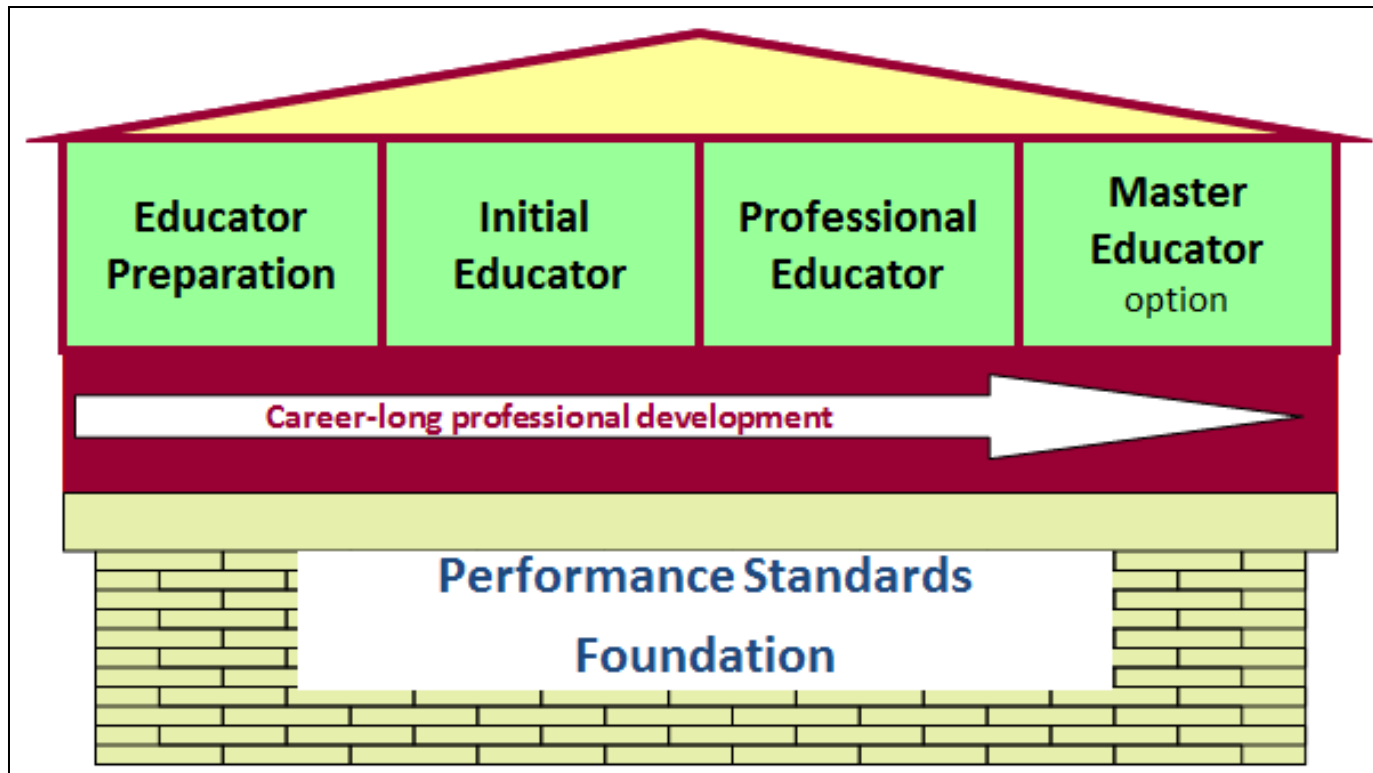 Educator
Preparation
Initial
Educator
Professional
Educator
Master
Educator
option
Career-long professional development
Performance Standards
Foundation